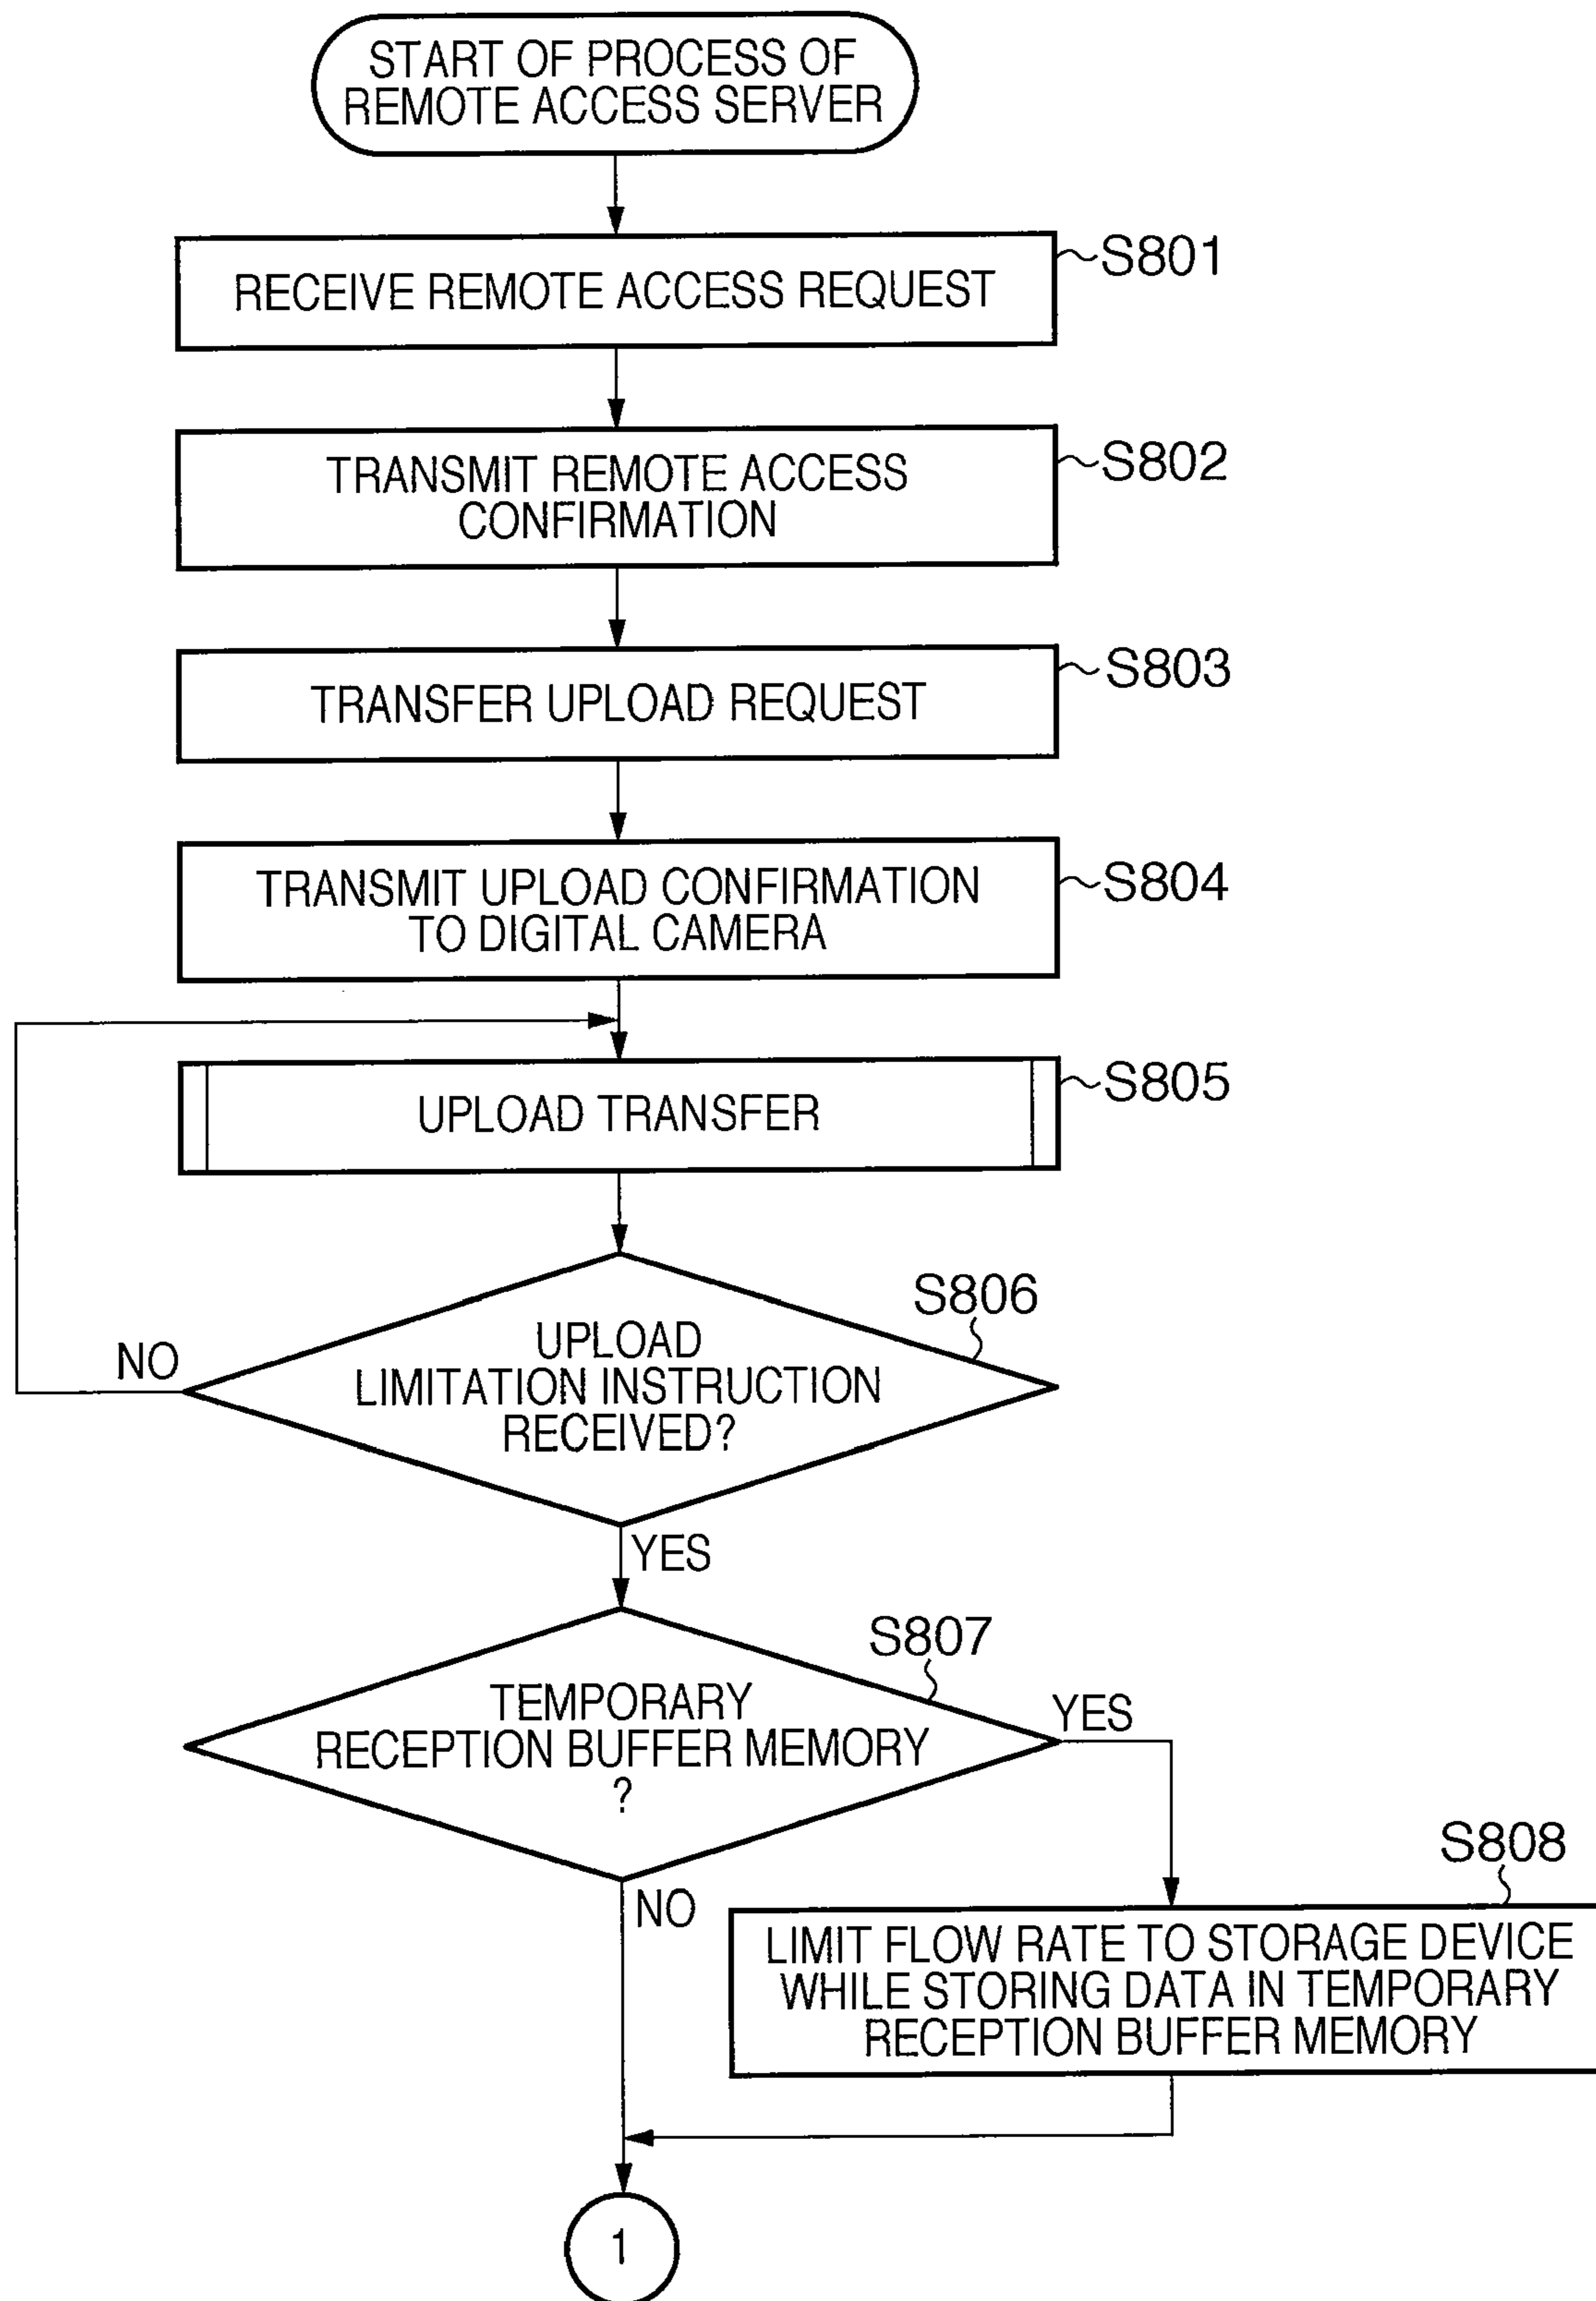 START OF PROCESS OF
REMOTE ACCESS SERVER
S801
RECEIVE REMOTE ACCESS REQUEST
S802
TRANSMIT REMOTE ACCESS
CONFIRMATION
S803
TRANSFER UPLOAD REQUEST
S804
TRANSMIT UPLOAD CONFIRMATION
TO DIGITAL CAMERA
S805
UPLOAD TRANSFER
S806
UPLOAD
LIMITATION INSTRUCTION
RECEIVED?
NO
YES
S807
TEMPORARY
RECEPTION BUFFER MEMORY
?
YES
NO
S808
LIMIT FLOW RATE TO STORAGE DEVICE
WHILE STORING DATA IN TEMPORARY
RECEPTION BUFFER MEMORY
1